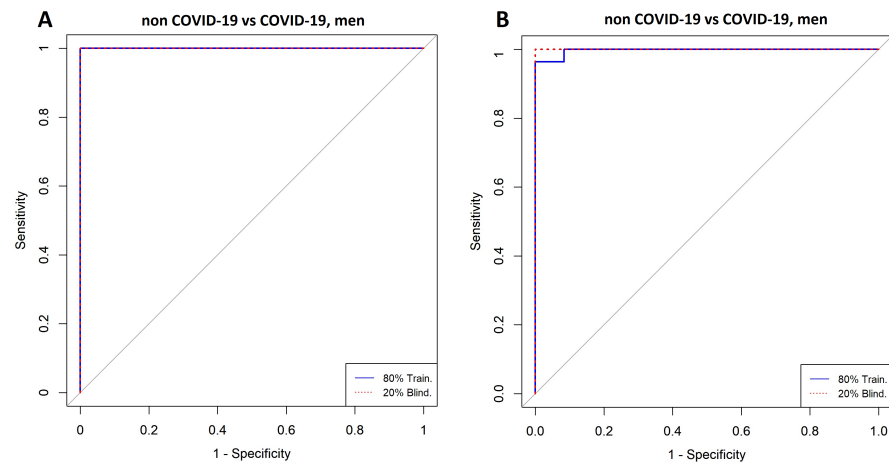 A
non COVID-19 vs COVID-19, men
1
0.8
0.6
0.4
0.2
0
Sensitivity
0
0.2
0.4
0.6
0.8
1
1 - Specificity
80% Train.
20% Blind.
B
non COVID-19 vs COVID-19, men
1
0.8
0.6
0.4
0.2
0.0
Sensitivity
0.0
0.2
0.4
0.6
0.8
1.0
1 - Specificity
80% Train.
20% Blind.